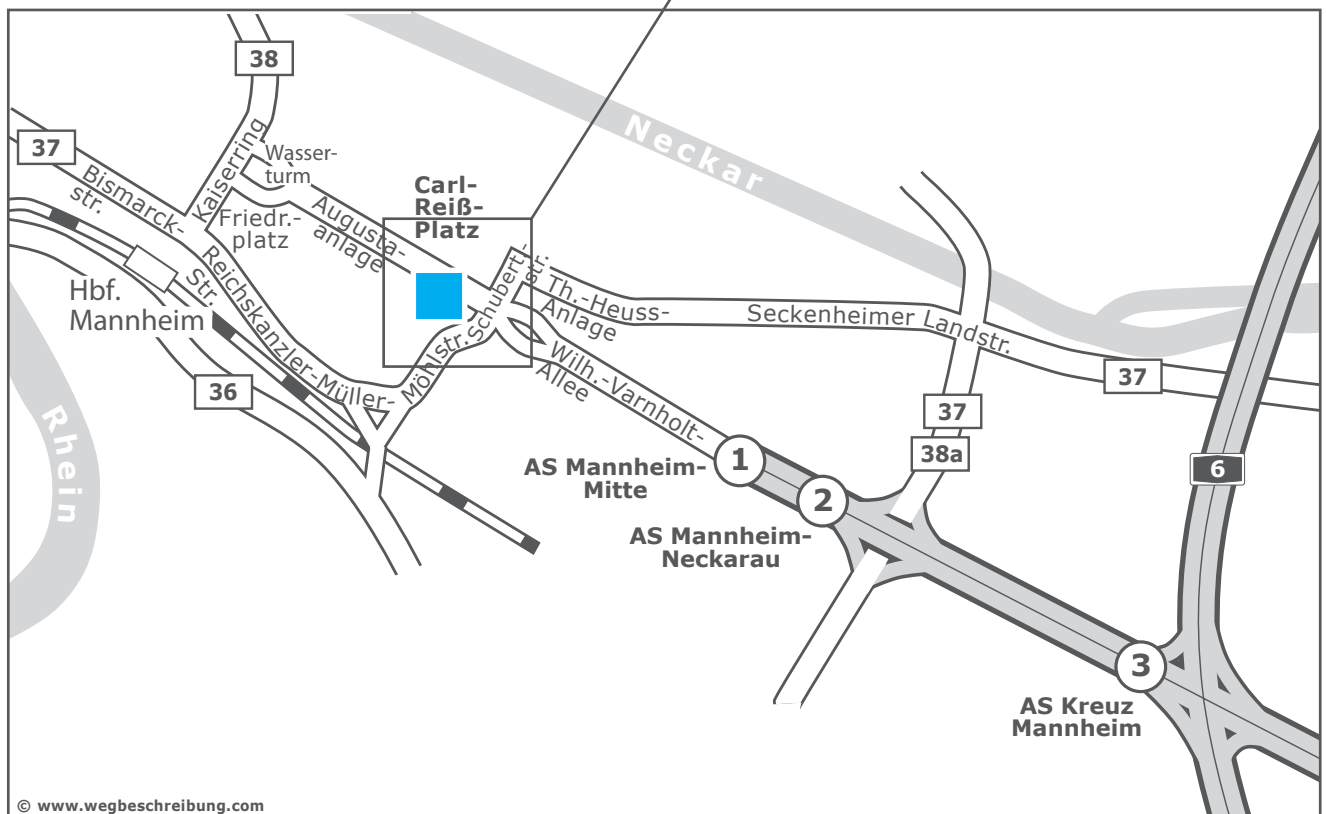 38
37
Kaiserring
Wasser-
turm
Bismarck-
str.
Friedr.-
platz
Augusta-
anlage
Carl-
Reiß-
Platz
Neckar
Hbf.
Mannheim
Reichskanzler-Müller-
Str.
Möhlstr.
Schubert-
str.
Th.-Heuss-
Anlage
Seckenheimer Landstr.
37
36
Wilh.-Varnholt-
Allee
37
38a
6
Rhein
1
AS Mannheim-
Mitte
2
AS Mannheim-
Neckarau
3
AS Kreuz
Mannheim
© www.wegbeschreibung.com